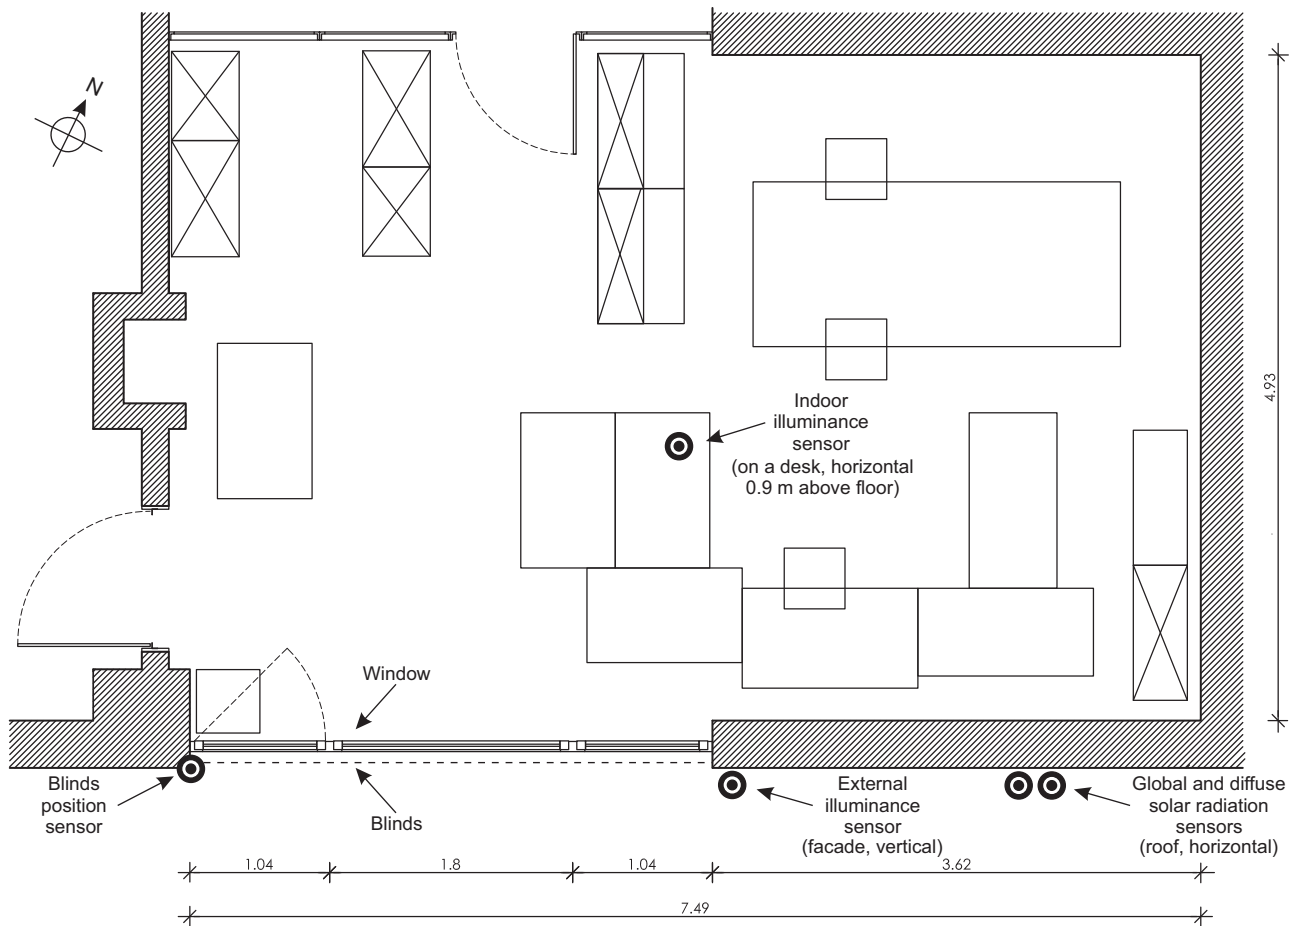 N
Indoor
illuminance
sensor
(on a desk, horizontal
0.9 m above floor)
4.93
Window
Blinds
position
sensor
Blinds
External
illuminance
sensor
(facade, vertical)
Global and diffuse
solar radiation
sensors
(roof, horizontal)
1.04
1.8
1.04
3.62
7.49